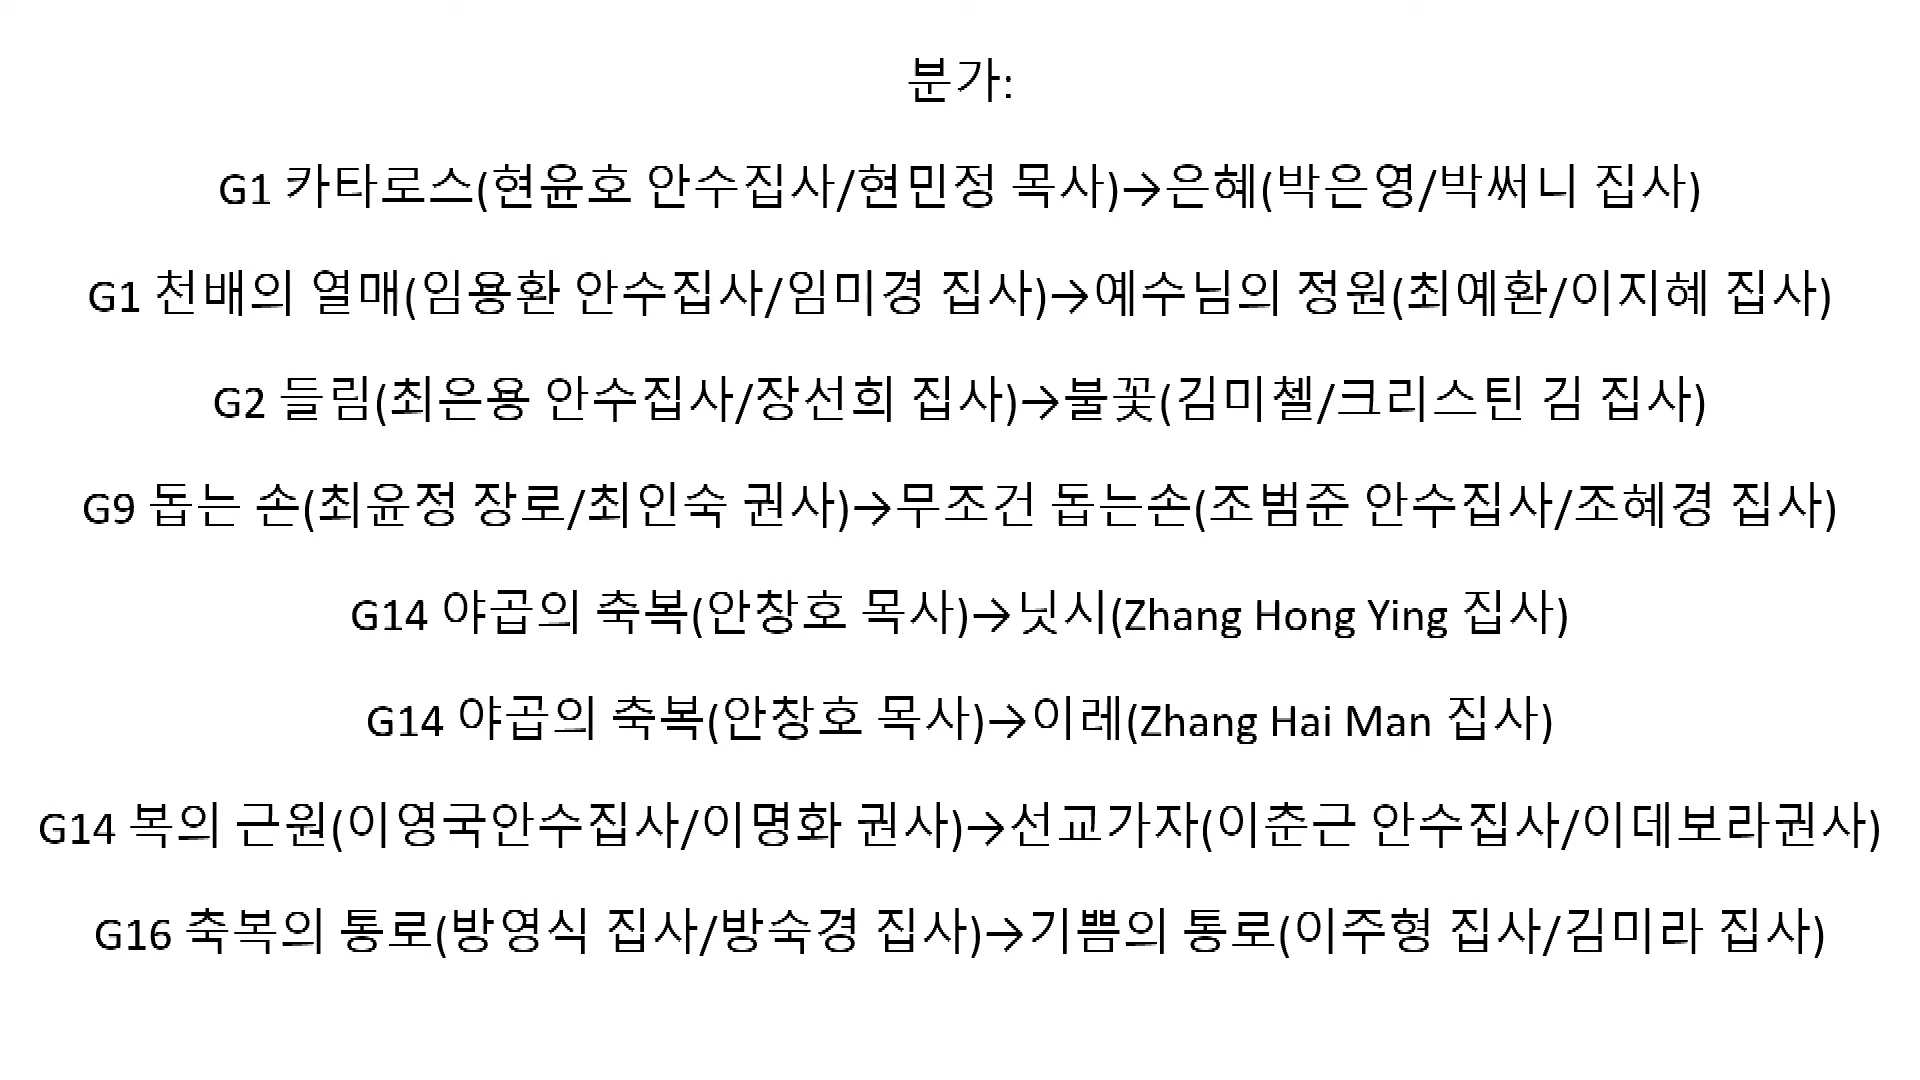 분가:
G1 카타로스(현윤호 안수집사/현민정 목사)→은혜(박은영/박써니 집사)
G1 천배의 열매(임용환 안수집사/임미경 집사)→예수님의 정원(최예환/이지혜 집사)
G2 들림(최은용 안수집사/장선희 집사)→불꽃(김미첼/크리스틴 김 집사)
G9 돕는 손(최윤정 장로/최인숙 권사)→무조건 돕는손(조범준 안수집사/조혜경 집사)
G14 야곱의 축복(안창호 목사)→닛시(Zhang Hong Ying 집사)
G14 야곱의 축복(안창호 목사)→이레(Zhang Hai Man 집사)
G14 복의 근원(이영국안수집사/이명화 권사)→선교가자(이춘근 안수집사/이데보라권사)
G16 축복의 통로(방영식 집사/방숙경 집사)→기쁨의 통로(이주형 집사/김미라 집사)